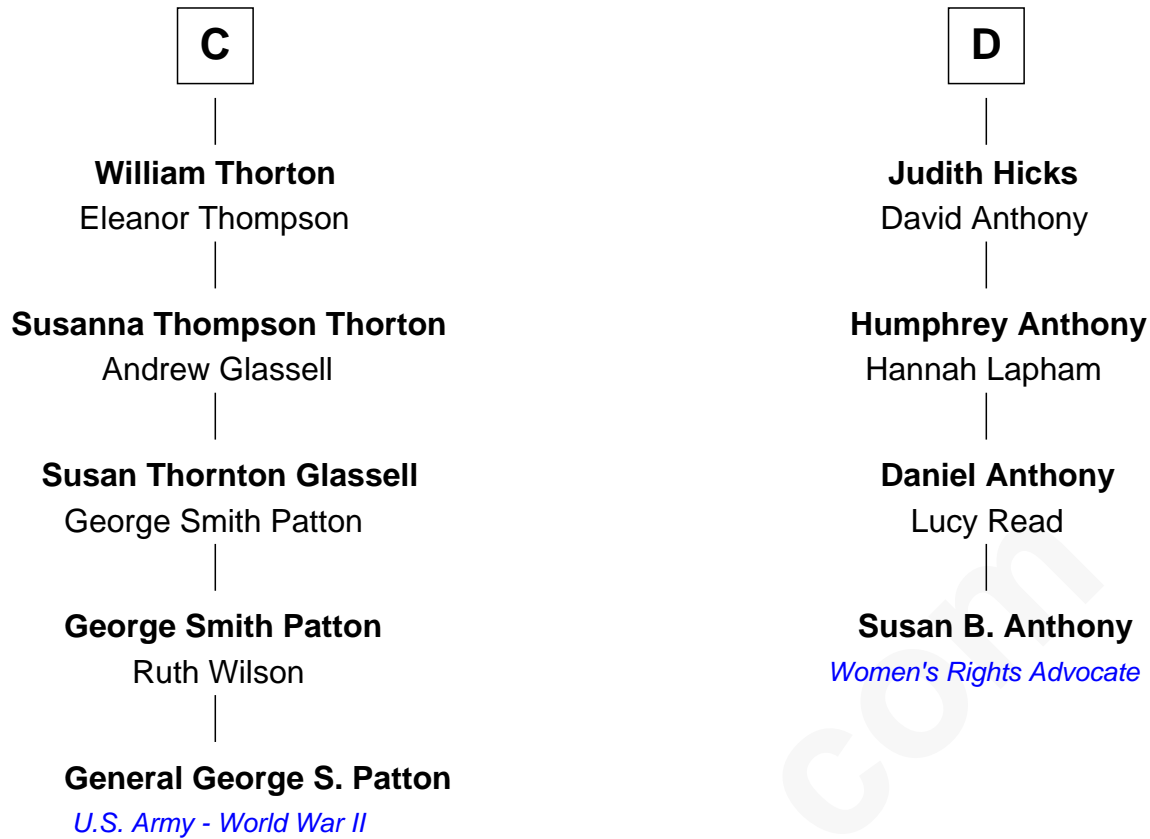 C
William Thorton
Eleanor Thompson
Susanna Thompson Thorton
Andrew Glassell
Susan Thornton Glassell
George Smith Patton
George Smith Patton
Ruth Wilson
General George S. Patton
U.S. Army - World War II
D
Judith Hicks
David Anthony
Humphrey Anthony
Hannah Lapham
Daniel Anthony
Lucy Read
Susan B. Anthony
Women's Rights Advocate
com